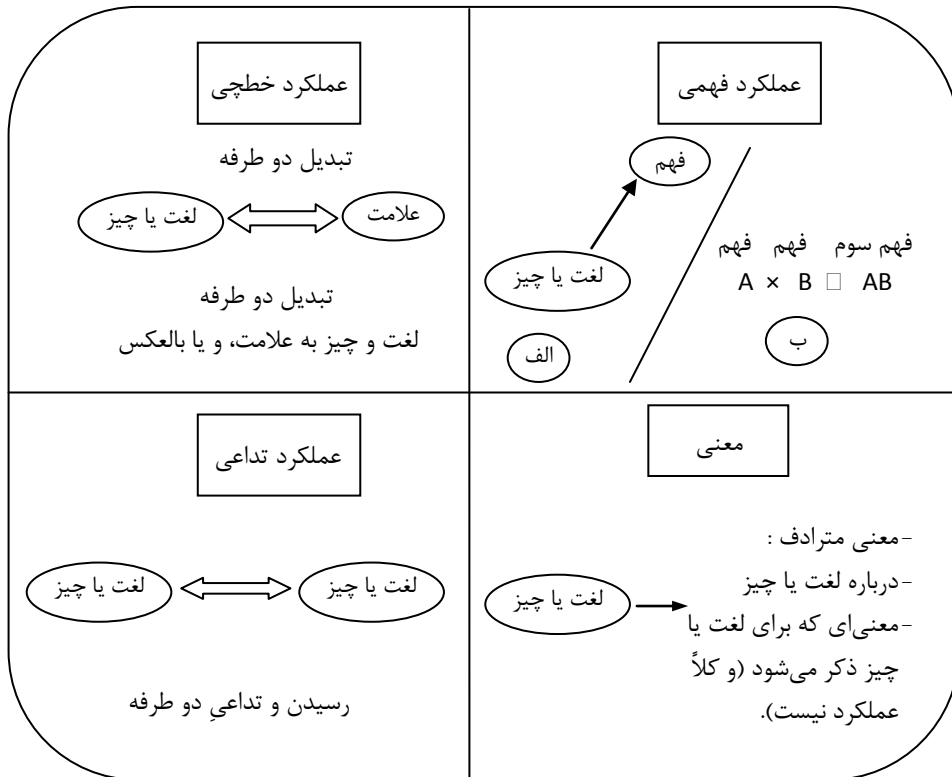 عملکرد فهمی
فهم
لغت یا چیز
الف
فهم فهم فهم سوم
A × B □ AB
ب
عملکرد خطچی
تبدیل دو طرفه
علامت
لغت یا چیز
تبدیل دو طرفه
لغت و چیز به علامت، و یا بالعکس
معنی
لغت یا چیز
-معنی مترادف :
-درباره لغت یا چیز
-معنی‌ای که برای لغت یا
چیز ذکر می‌شود (و کلاً
عملکرد نیست).
عملکرد تداعی
لغت یا چیز
لغت یا چیز
رسیدن و تداعیِ دو طرفه